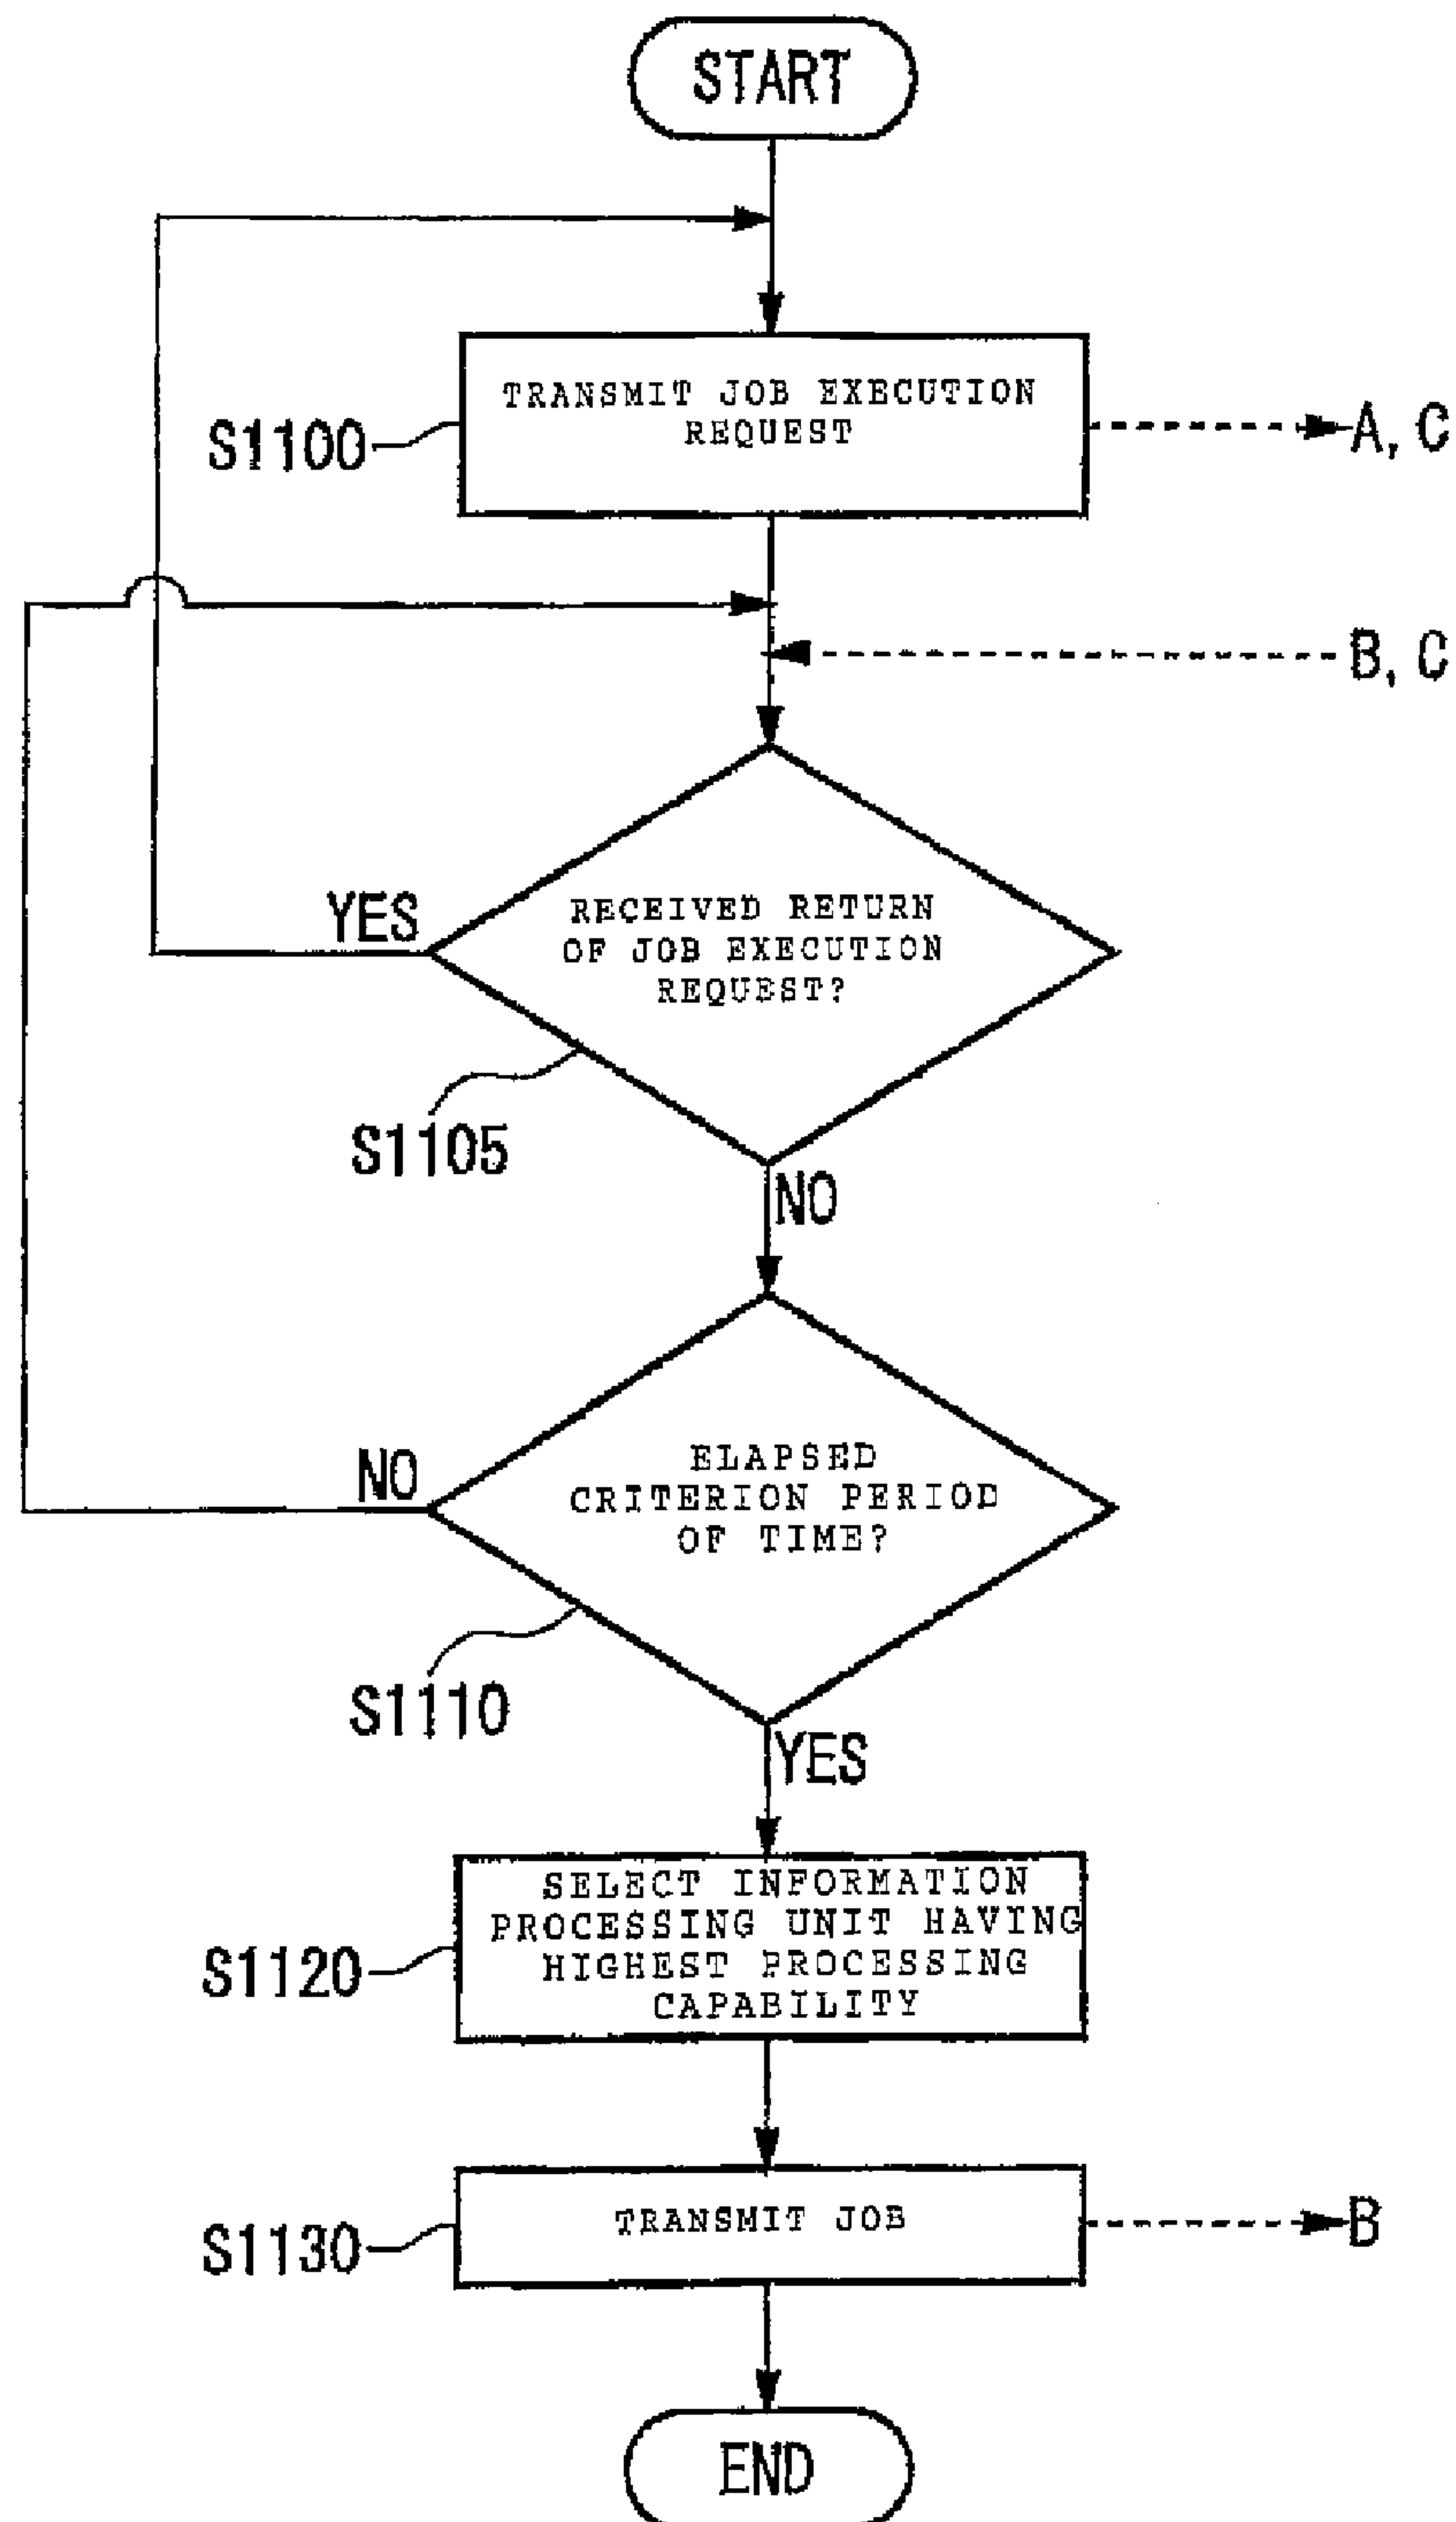 START
TRANSMIT JOB EXECUTION
REQUEST
S1100
A, C
B, C
YES
RECEIVED RETURN
OF JOB EXECUTION
REQUEST?
S1105
NO
NO
ELAPSED
CRITERION PERIOD
OF TIME?
S1110
YES
SELECT INFORMATION
PROCESSING UNIT HAVING
HIGHEST PROCESSING
CAPABILITY
S1120
TRANSMIT JOB
S1130
B
END